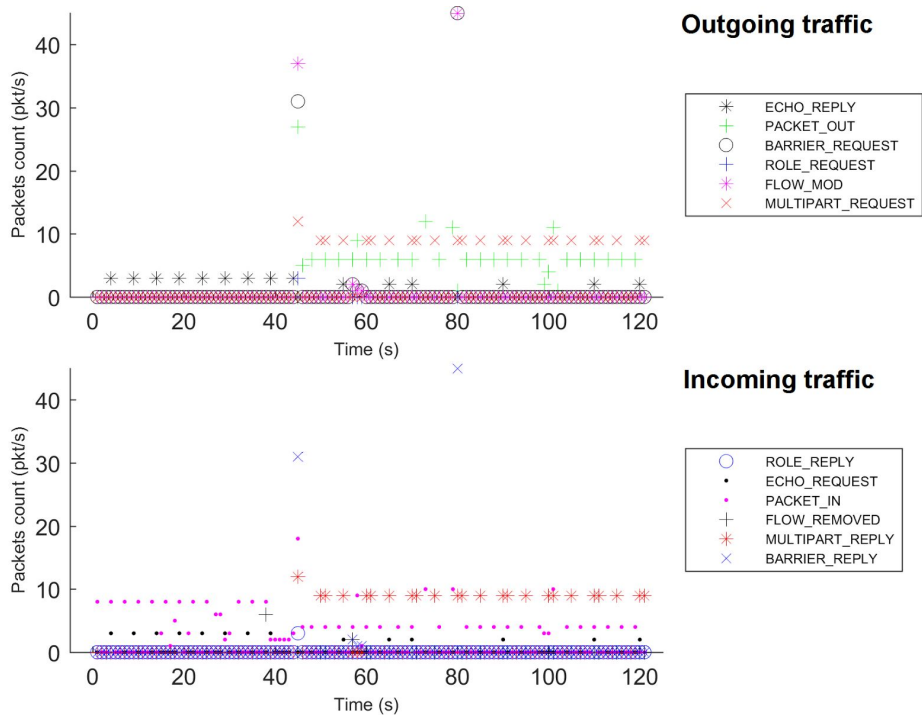 Outgoing traffic
Packets count (pkt/s)
40
30
20
10
0
0 20 40 60 80 100 120
Time (s)
ECHO_REPLY
PACKET_OUT
BARRIER_REQUEST
ROLE_REQUEST
FLOW_MOD
MULTIPART_REQUEST
Incoming traffic
Packets count (pkt/s)
40
30
20
10
0
0 20 40 60 80 100 120
Time (s)
ROLE_REPLY
ECHO_REQUEST
PACKET_IN
FLOW_REMOVED
MULTIPART_REPLY
BARRIER_REPLY